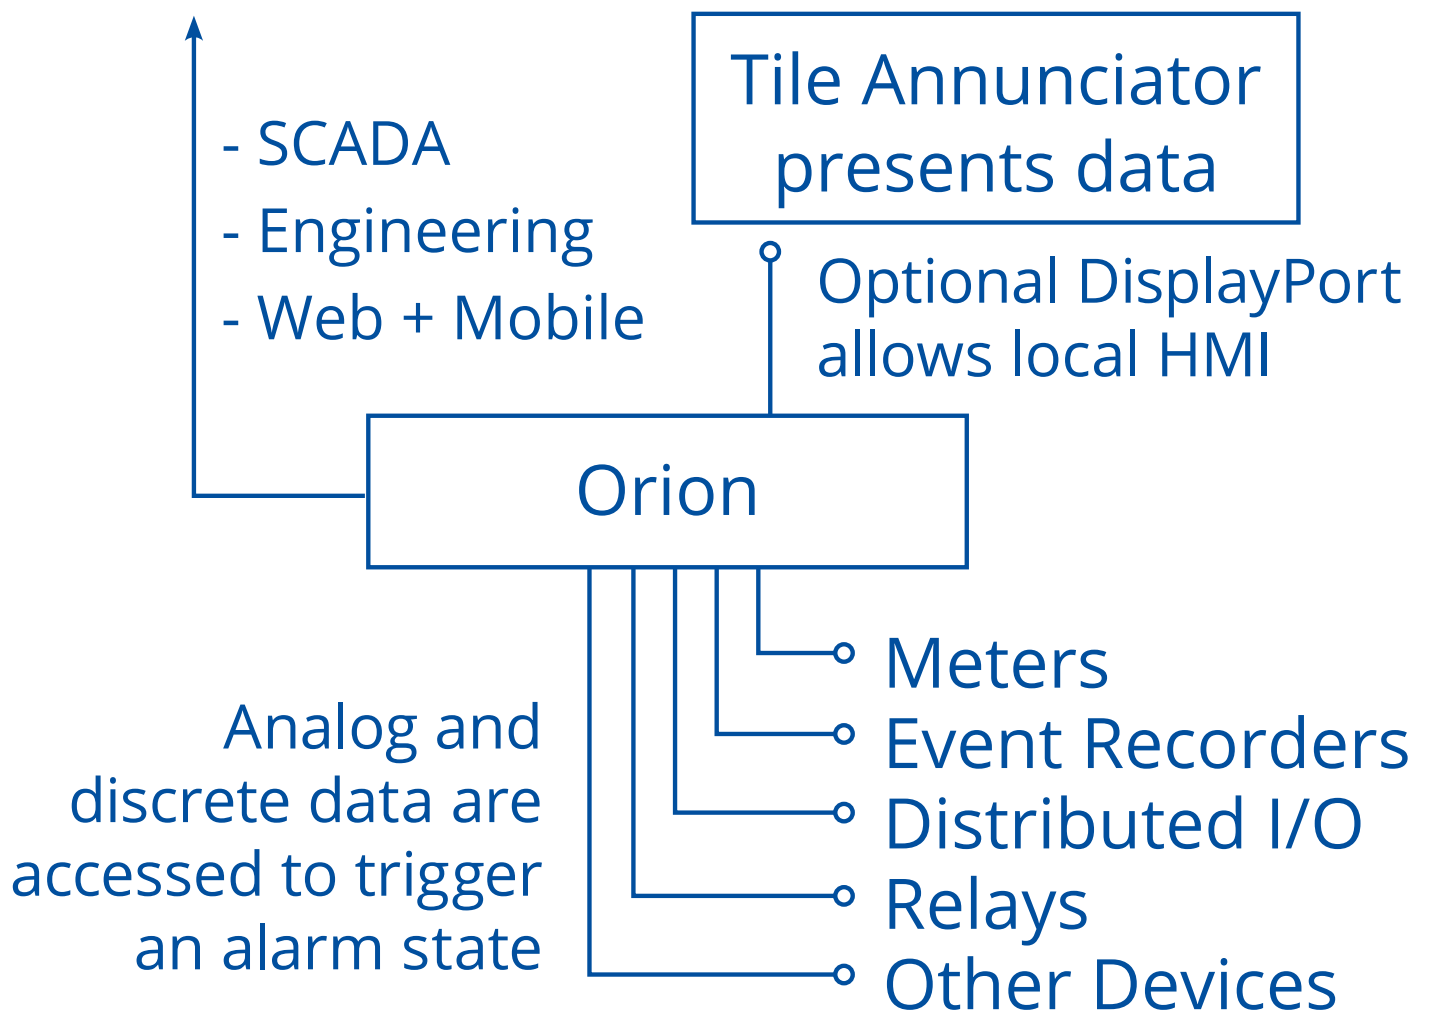 - SCADA
- Engineering
- Web + Mobile
Tile Annunciator
presents data
Optional DisplayPort
allows local HMI
Orion
Analog and
discrete data are
accessed to trigger
an alarm state
Meters
Event Recorders
Distributed I/O
Relays
Other Devices